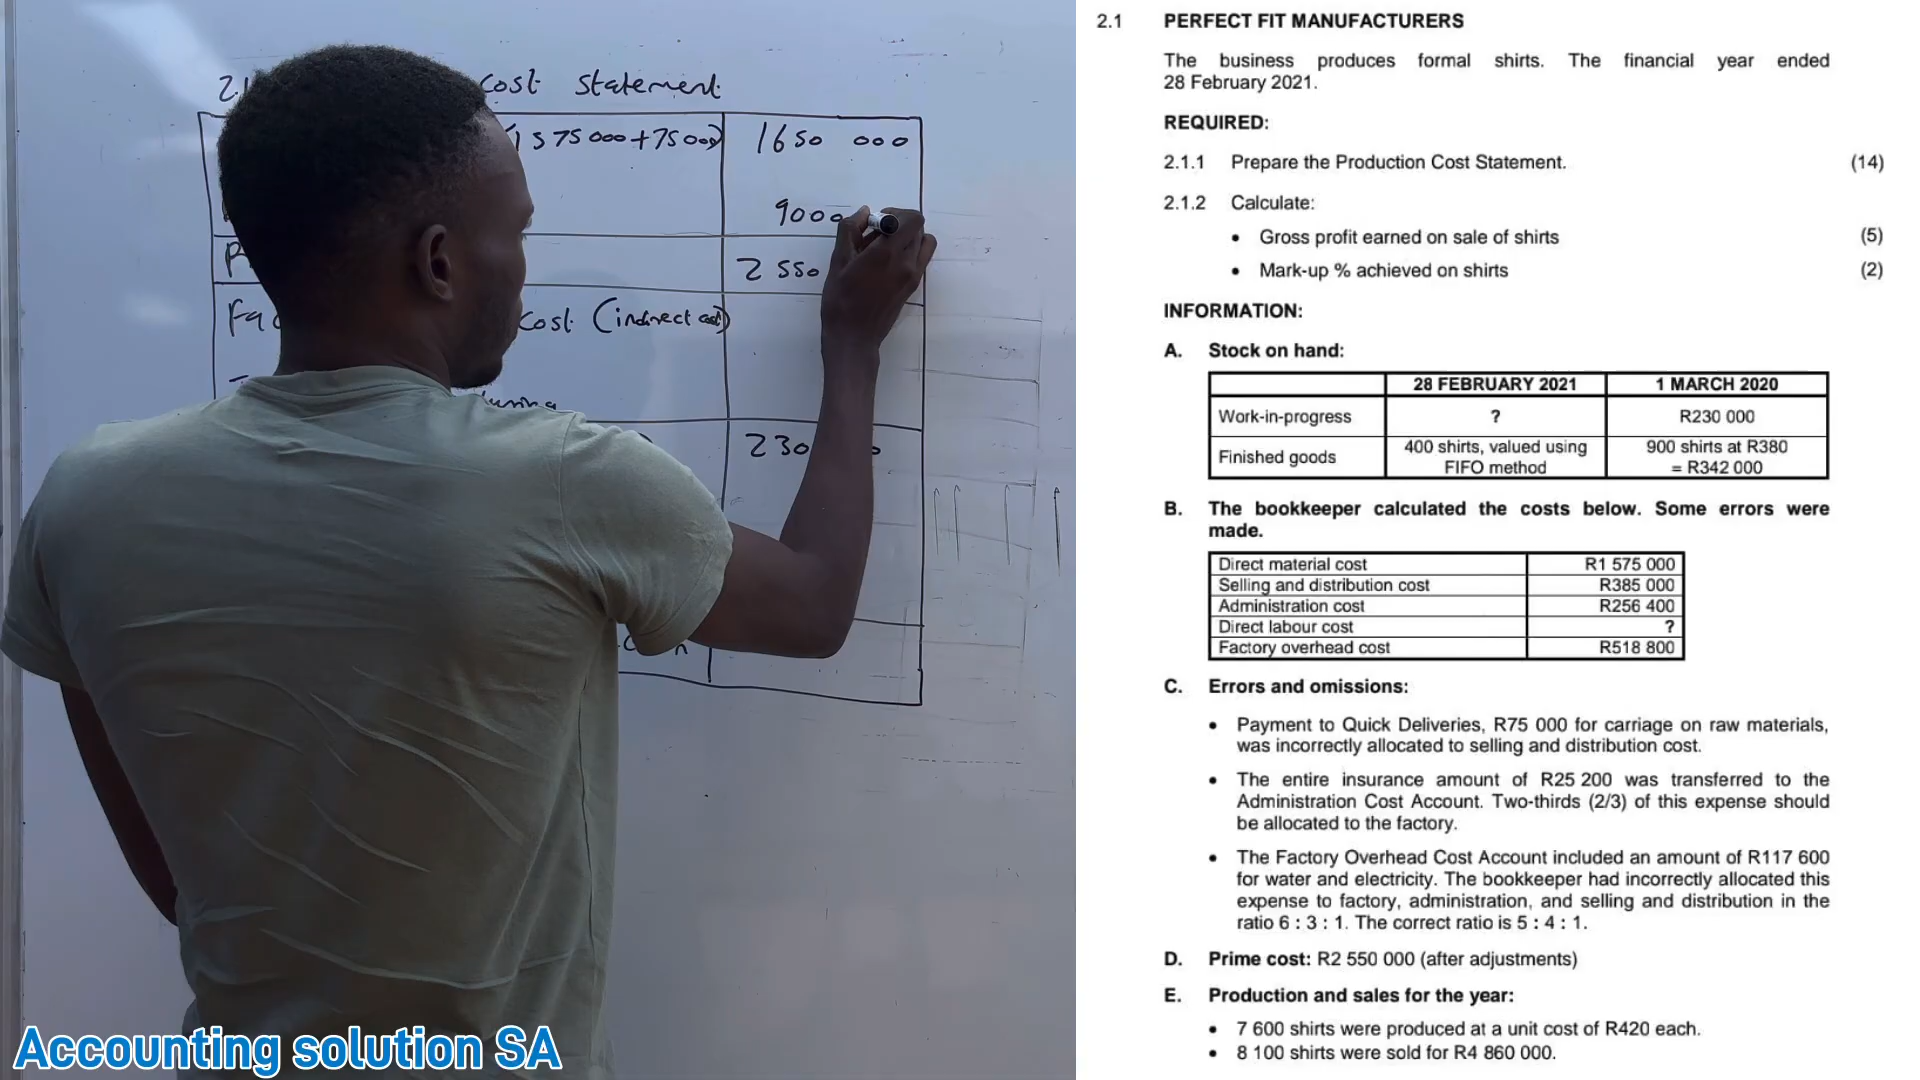 2.1
cost statement
(1 575 000 + 75 000) 1650 000
9000
2 550
cost (indirect cost)
230
Accounting solution SA
2.1 PERFECT FIT MANUFACTURERS
The business produces formal shirts. The financial year ended
28 February 2021.
REQUIRED:
2.1.1 Prepare the Production Cost Statement. (14)
2.1.2 Calculate:
• Gross profit earned on sale of shirts (5)
• Mark-up % achieved on shirts (2)
INFORMATION:
A. Stock on hand:
28 FEBRUARY 2021 1 MARCH 2020
Work-in-progress ? R230 000
Finished goods 400 shirts, valued using FIFO method 900 shirts at R380 = R342 000
B. The bookkeeper calculated the costs below. Some errors were
made.
Direct material cost R1 575 000
Selling and distribution cost R385 000
Administration cost R256 400
Direct labour cost ?
Factory overhead cost R518 800
C. Errors and omissions:
• Payment to Quick Deliveries, R75 000 for carriage on raw materials,
was incorrectly allocated to selling and distribution cost.
• The entire insurance amount of R25 200 was transferred to the
Administration Cost Account. Two-thirds (2/3) of this expense should
be allocated to the factory.
• The Factory Overhead Cost Account included an amount of R117 600
for water and electricity. The bookkeeper had incorrectly allocated this
expense to factory, administration, and selling and distribution in the
ratio 6 : 3 : 1. The correct ratio is 5 : 4 : 1.
D. Prime cost: R2 550 000 (after adjustments)
E. Production and sales for the year:
• 7 600 shirts were produced at a unit cost of R420 each.
• 8 100 shirts were sold for R4 860 000.